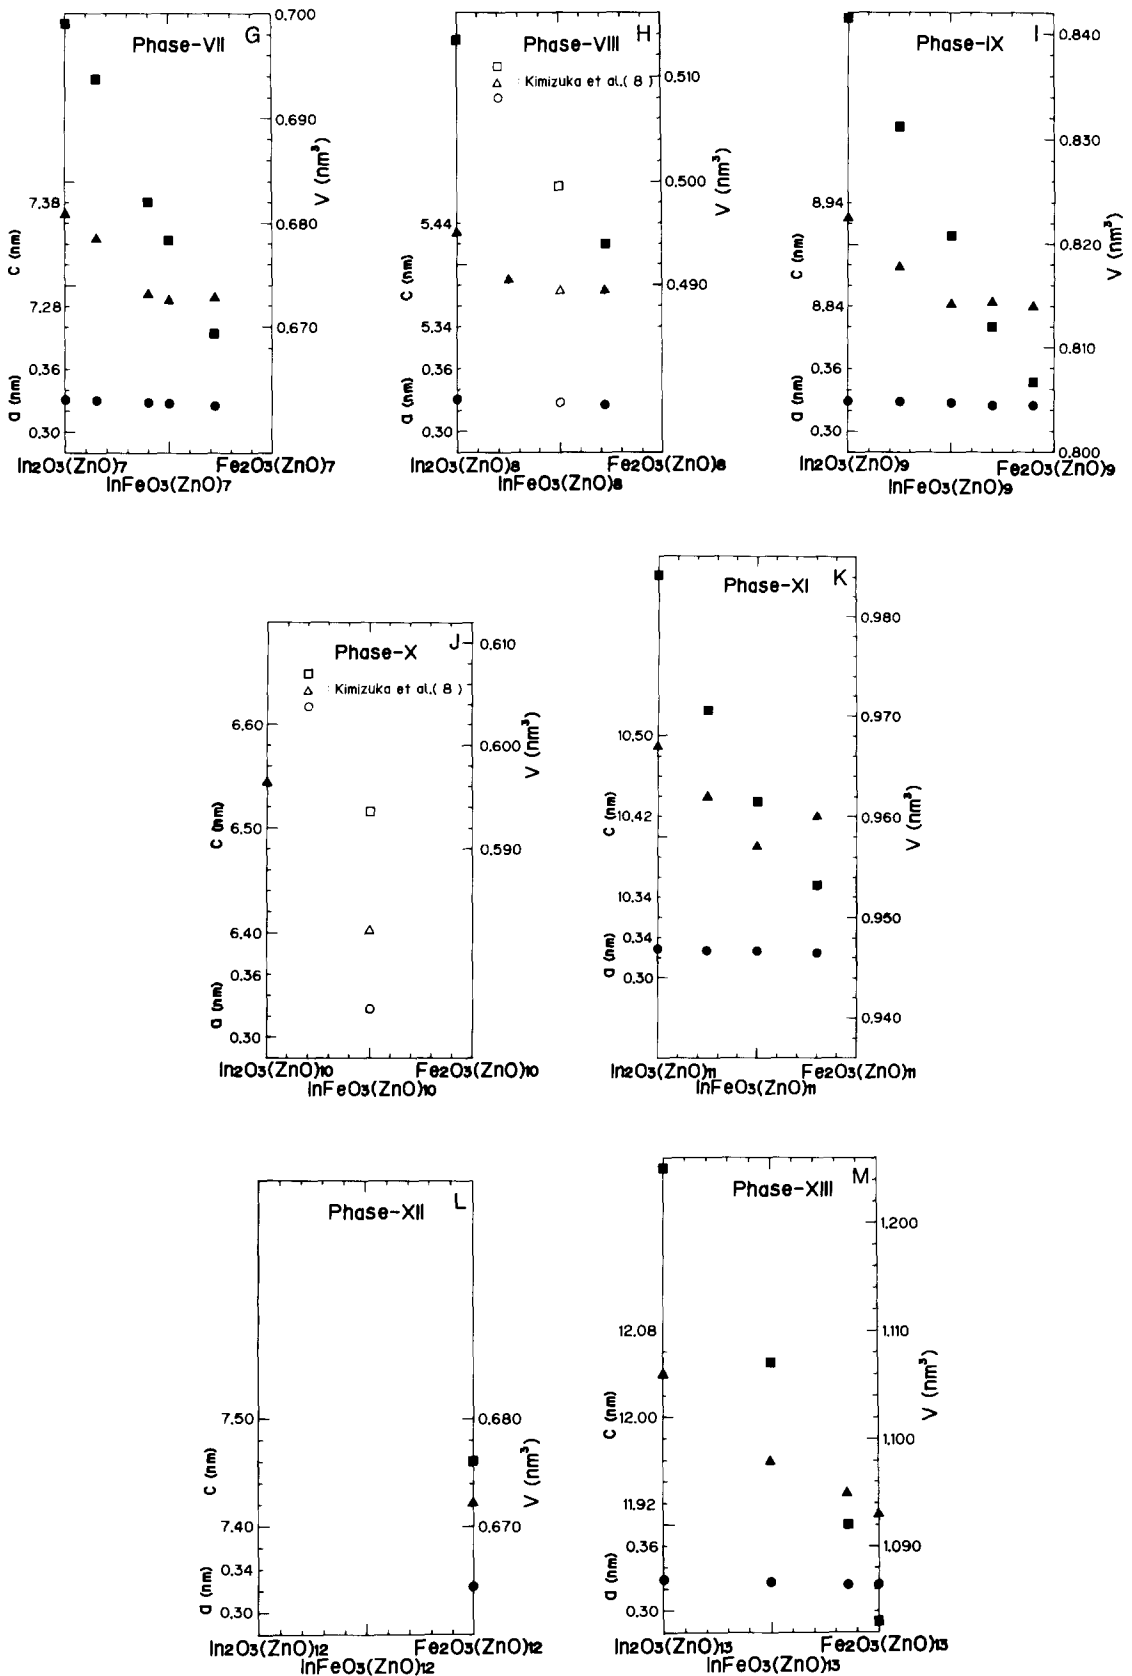 Phase-VII G
0.700
0.690
0.680
0.670
V (nm³)
7.38
7.28
C (nm)
0.36
0.30
a (nm)
In₂O₃(ZnO)₇ Fe₂O₃(ZnO)₇
InFeO₃(ZnO)₇
Phase-VIII H
□
△ : Kimizuka et al.( 8 )
○
0.510
0.500
0.490
V (nm³)
5.44
5.34
C (nm)
0.36
0.30
a (nm)
In₂O₃(ZnO)₈ Fe₂O₃(ZnO)₈
InFeO₃(ZnO)₈
Phase-IX I
0.840
0.830
0.820
0.810
0.800
V (nm³)
8.94
8.84
C (nm)
0.36
0.30
a (nm)
In₂O₃(ZnO)₉ Fe₂O₃(ZnO)₉
InFeO₃(ZnO)₉
Phase-X J
□
△ : Kimizuka et al.( 8 )
○
0.610
0.600
0.590
V (nm³)
6.60
6.50
6.40
C (nm)
0.36
0.30
a (nm)
In₂O₃(ZnO)₁₀ Fe₂O₃(ZnO)₁₀
InFeO₃(ZnO)₁₀
Phase-XI K
0.980
0.970
0.960
0.950
0.940
V (nm³)
10.50
10.42
10.34
C (nm)
0.34
0.30
a (nm)
In₂O₃(ZnO)₁₁ Fe₂O₃(ZnO)₁₁
InFeO₃(ZnO)₁₁
Phase-XII L
0.680
0.670
V (nm³)
7.50
7.40
C (nm)
0.34
0.30
a (nm)
In₂O₃(ZnO)₁₂ Fe₂O₃(ZnO)₁₂
InFeO₃(ZnO)₁₂
Phase-XIII M
1.200
1.110
1.100
1.090
V (nm³)
12.08
12.00
11.92
C (nm)
0.36
0.30
a (nm)
In₂O₃(ZnO)₁₃ Fe₂O₃(ZnO)₁₃
InFeO₃(ZnO)₁₃